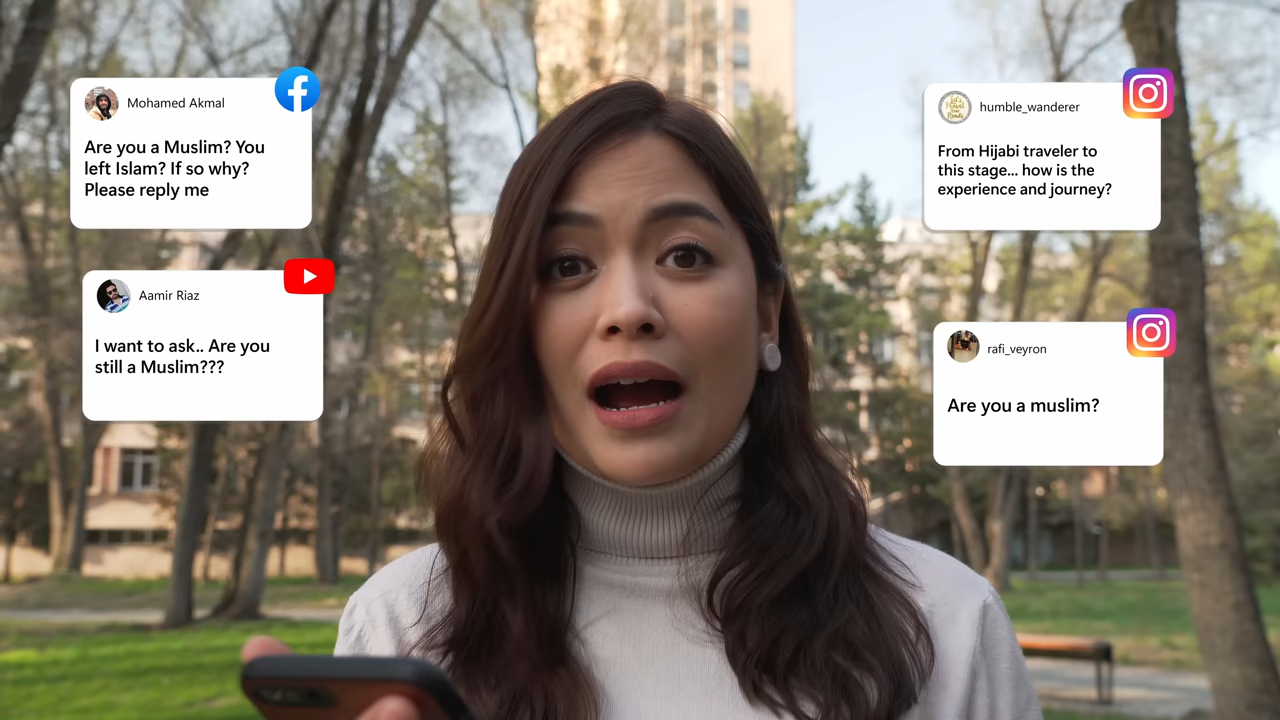 Mohamed Akmal
Are you a Muslim? You
left Islam? If so why?
Please reply me
Aamir Riaz
I want to ask.. Are you
still a Muslim???
humble_wanderer
From Hijabi traveler to
this stage... how is the
experience and journey?
rafi_veyron
Are you a muslim?